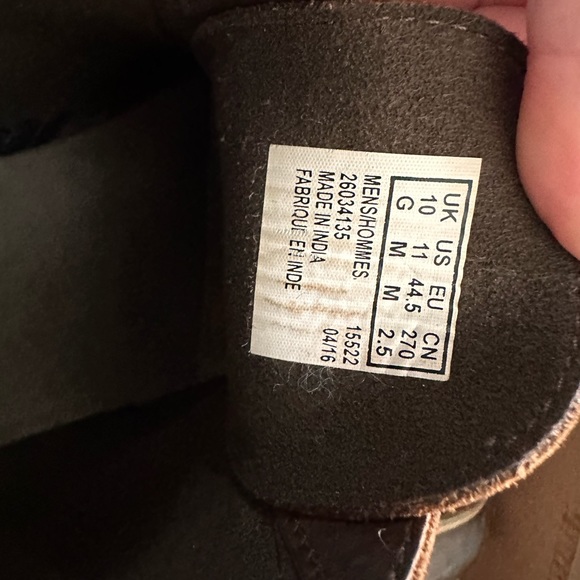 UK US EU CN
10 11 44.5 270
G M M 2.5
MENS/HOMMES 15522
26034135 04/16
MADE IN INDIA
FABRIQUE EN INDE